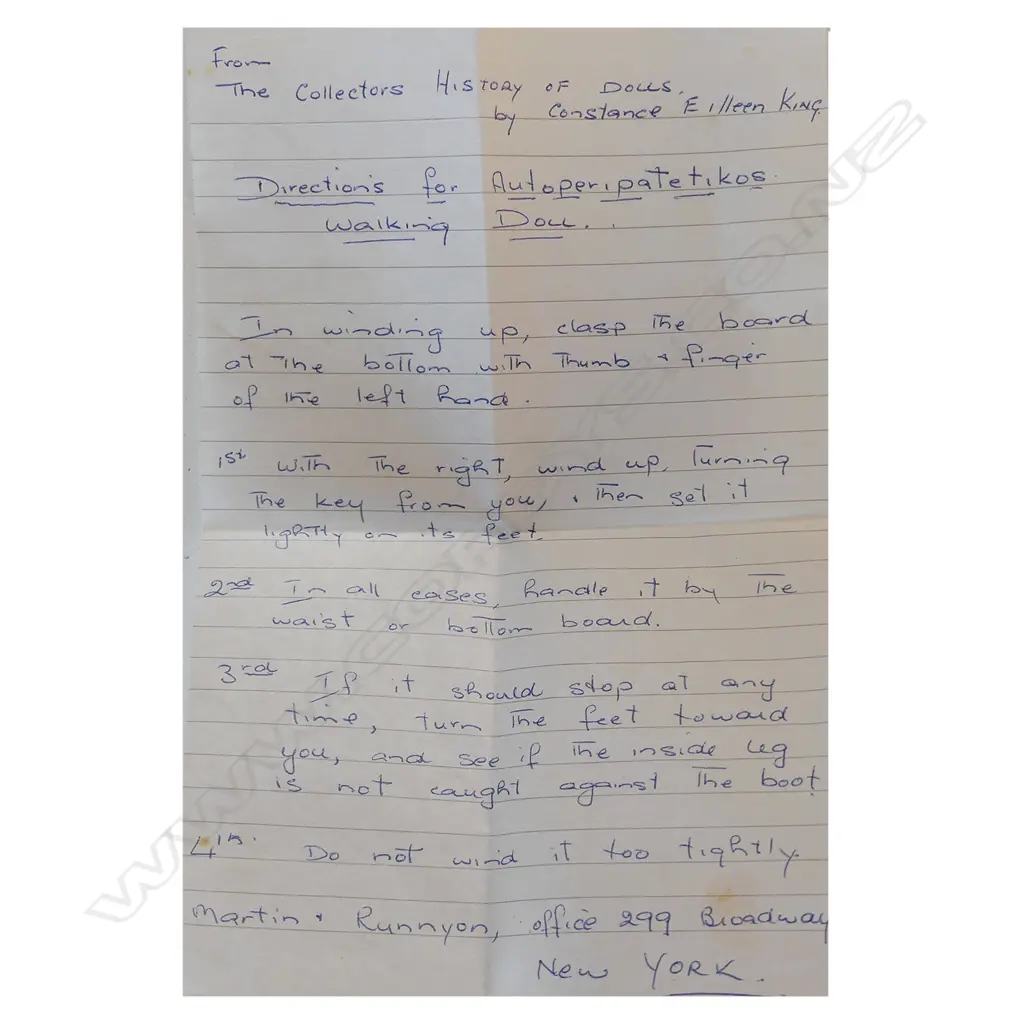 From
The Collectors HISTORY OF DOLLS.
by Constance Eilleen KING
Directions for Autoperipatetikos
Walking Doll...
In winding up, clasp The board
at The bottom with Thumb + finger
of the left hand.
1st with The right, wind up, Turning
The key from you, + Then set it
lightly on its feet.
2nd In all cases, handle it by The
waist or bottom board.
3rd If it should stop at any
time, turn The feet toward
you, and see if The inside leg
is not caught against The boot
4th. Do not wind it too tightly.
Martin + Runnyon, office 299 Broadway
New YORK.